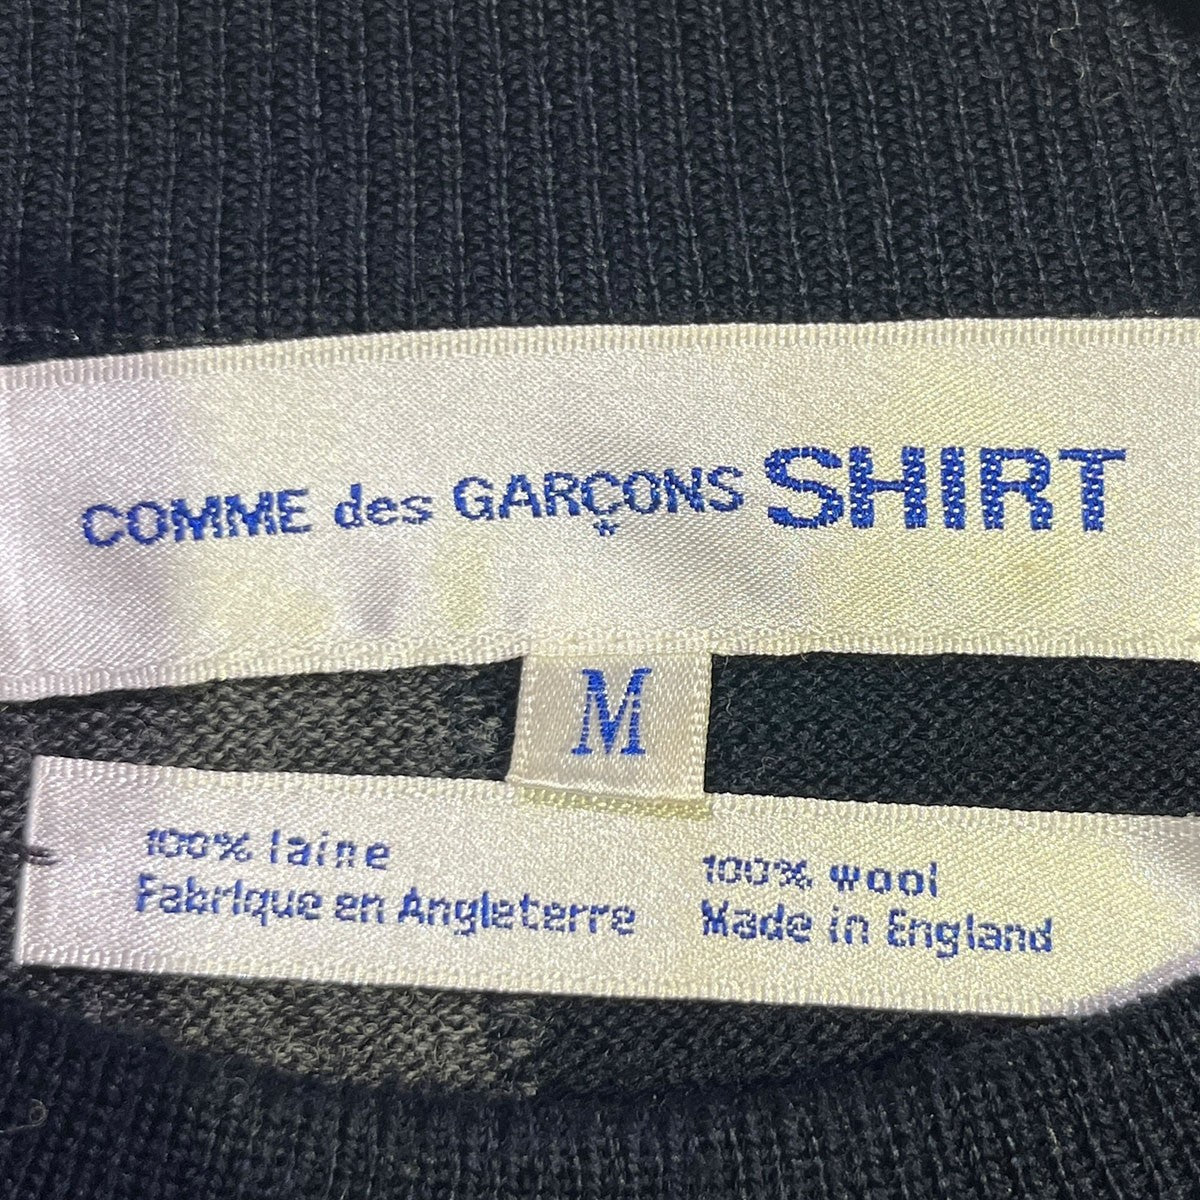 COMME des GARÇONS SHIRT
M
100% laine
Fabrique en Angleterre
100% wool
Made in England